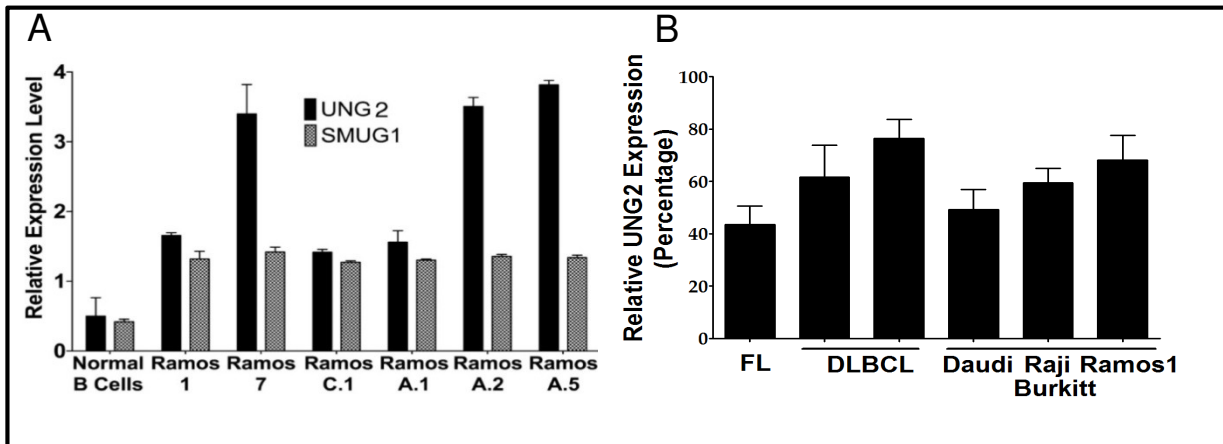 A
Relative Expression Level
4
3
2
1
0
UNG2
SMUG1
Normal
B Cells
Ramos
1
Ramos
7
Ramos
C.1
Ramos
A.1
Ramos
A.2
Ramos
A.5
B
Relative UNG2 Expression
(Percentage)
100
80
60
40
20
0
FL
DLBCL
Daudi Raji Ramos1
Burkitt